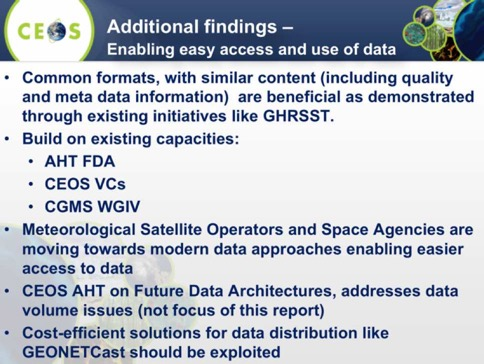 CEOS
Additional findings –
Enabling easy access and use of data
• Common formats, with similar content (including quality
and meta data information)  are beneficial as demonstrated
through existing initiatives like GHRSST.
• Build on existing capacities:
• AHT FDA
• CEOS VCs
• CGMS WGIV
• Meteorological Satellite Operators and Space Agencies are
moving towards modern data approaches enabling easier
access to data
• CEOS AHT on Future Data Architectures, addresses data
volume issues (not focus of this report)
• Cost-efficient solutions for data distribution like
GEONETCast should be exploited